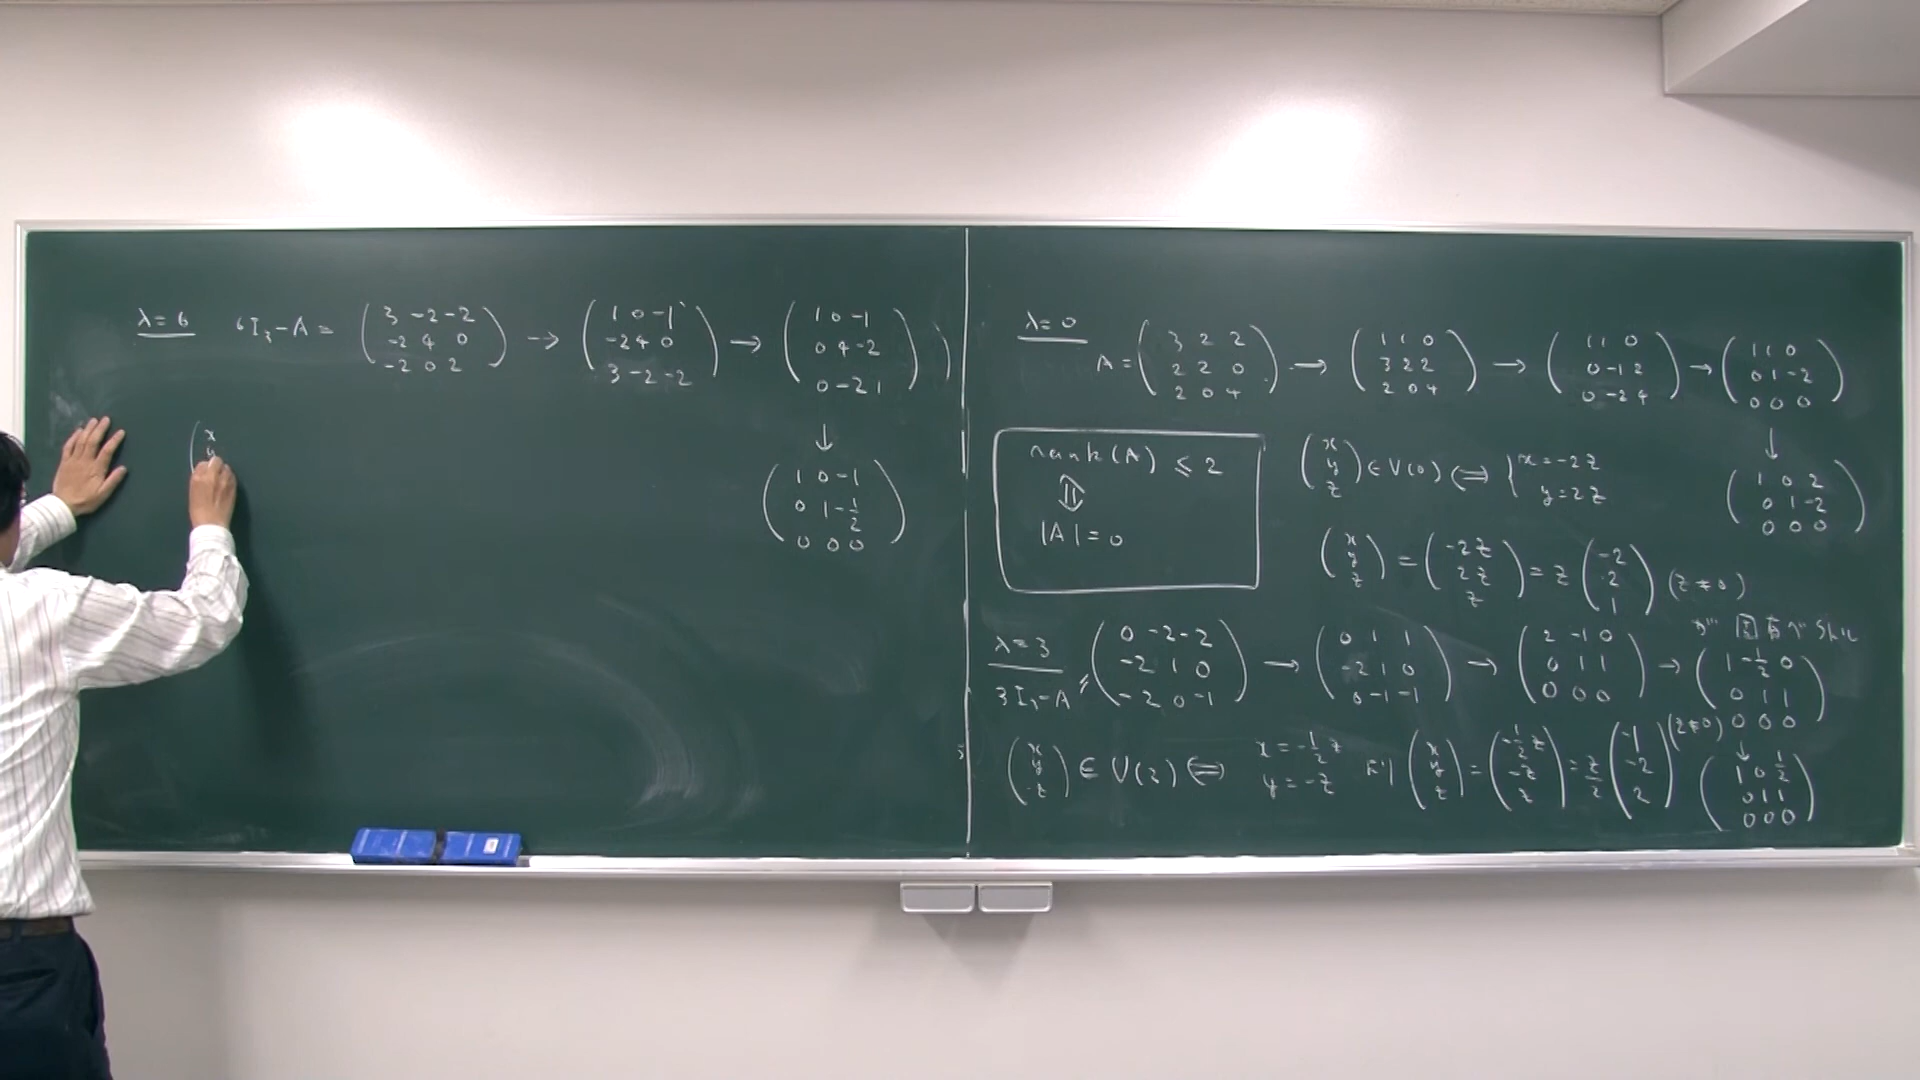 λ=6 6I₃-A = (3 -2 -2 / -2 4 0 / -2 0 2) → (1 0 -1 / -2 4 0 / 3 -2 -2) → (1 0 -1 / 0 4 -2 / 0 -2 1)
↓
(1 0 -1 / 0 1 -1/2 / 0 0 0)
(x y
λ=0
A = (3 2 2 / 2 2 0 / 2 0 4) → (1 1 0 / 3 2 2 / 2 0 4) → (1 1 0 / 0 -1 2 / 0 -2 4) → (1 1 0 / 0 1 -2 / 0 0 0)
↓
(1 0 2 / 0 1 -2 / 0 0 0)
rank(A) ≤ 2
⇕
|A| = 0
(x / y / z) ∈ V(0) ⇔ { x = -2z / y = 2z
(x / y / z) = (-2z / 2z / z) = z (-2 / 2 / 1) (z≠0)
が固有ベクトル
λ=3
3I₃-A = (0 -2 -2 / -2 1 0 / -2 0 -1) → (0 1 1 / -2 1 0 / 0 -1 -1) → (2 -1 0 / 0 1 1 / 0 0 0) → (1 -1/2 0 / 0 1 1 / 0 0 0)
↓
(1 0 1/2 / 0 1 1 / 0 0 0)
(x / y / z) ∈ V(3) ⇔ x = -1/2 z / y = -z より (x / y / z) = (-1/2 z / -z / z) = z/2 (-1 / -2 / 2) (z≠0)